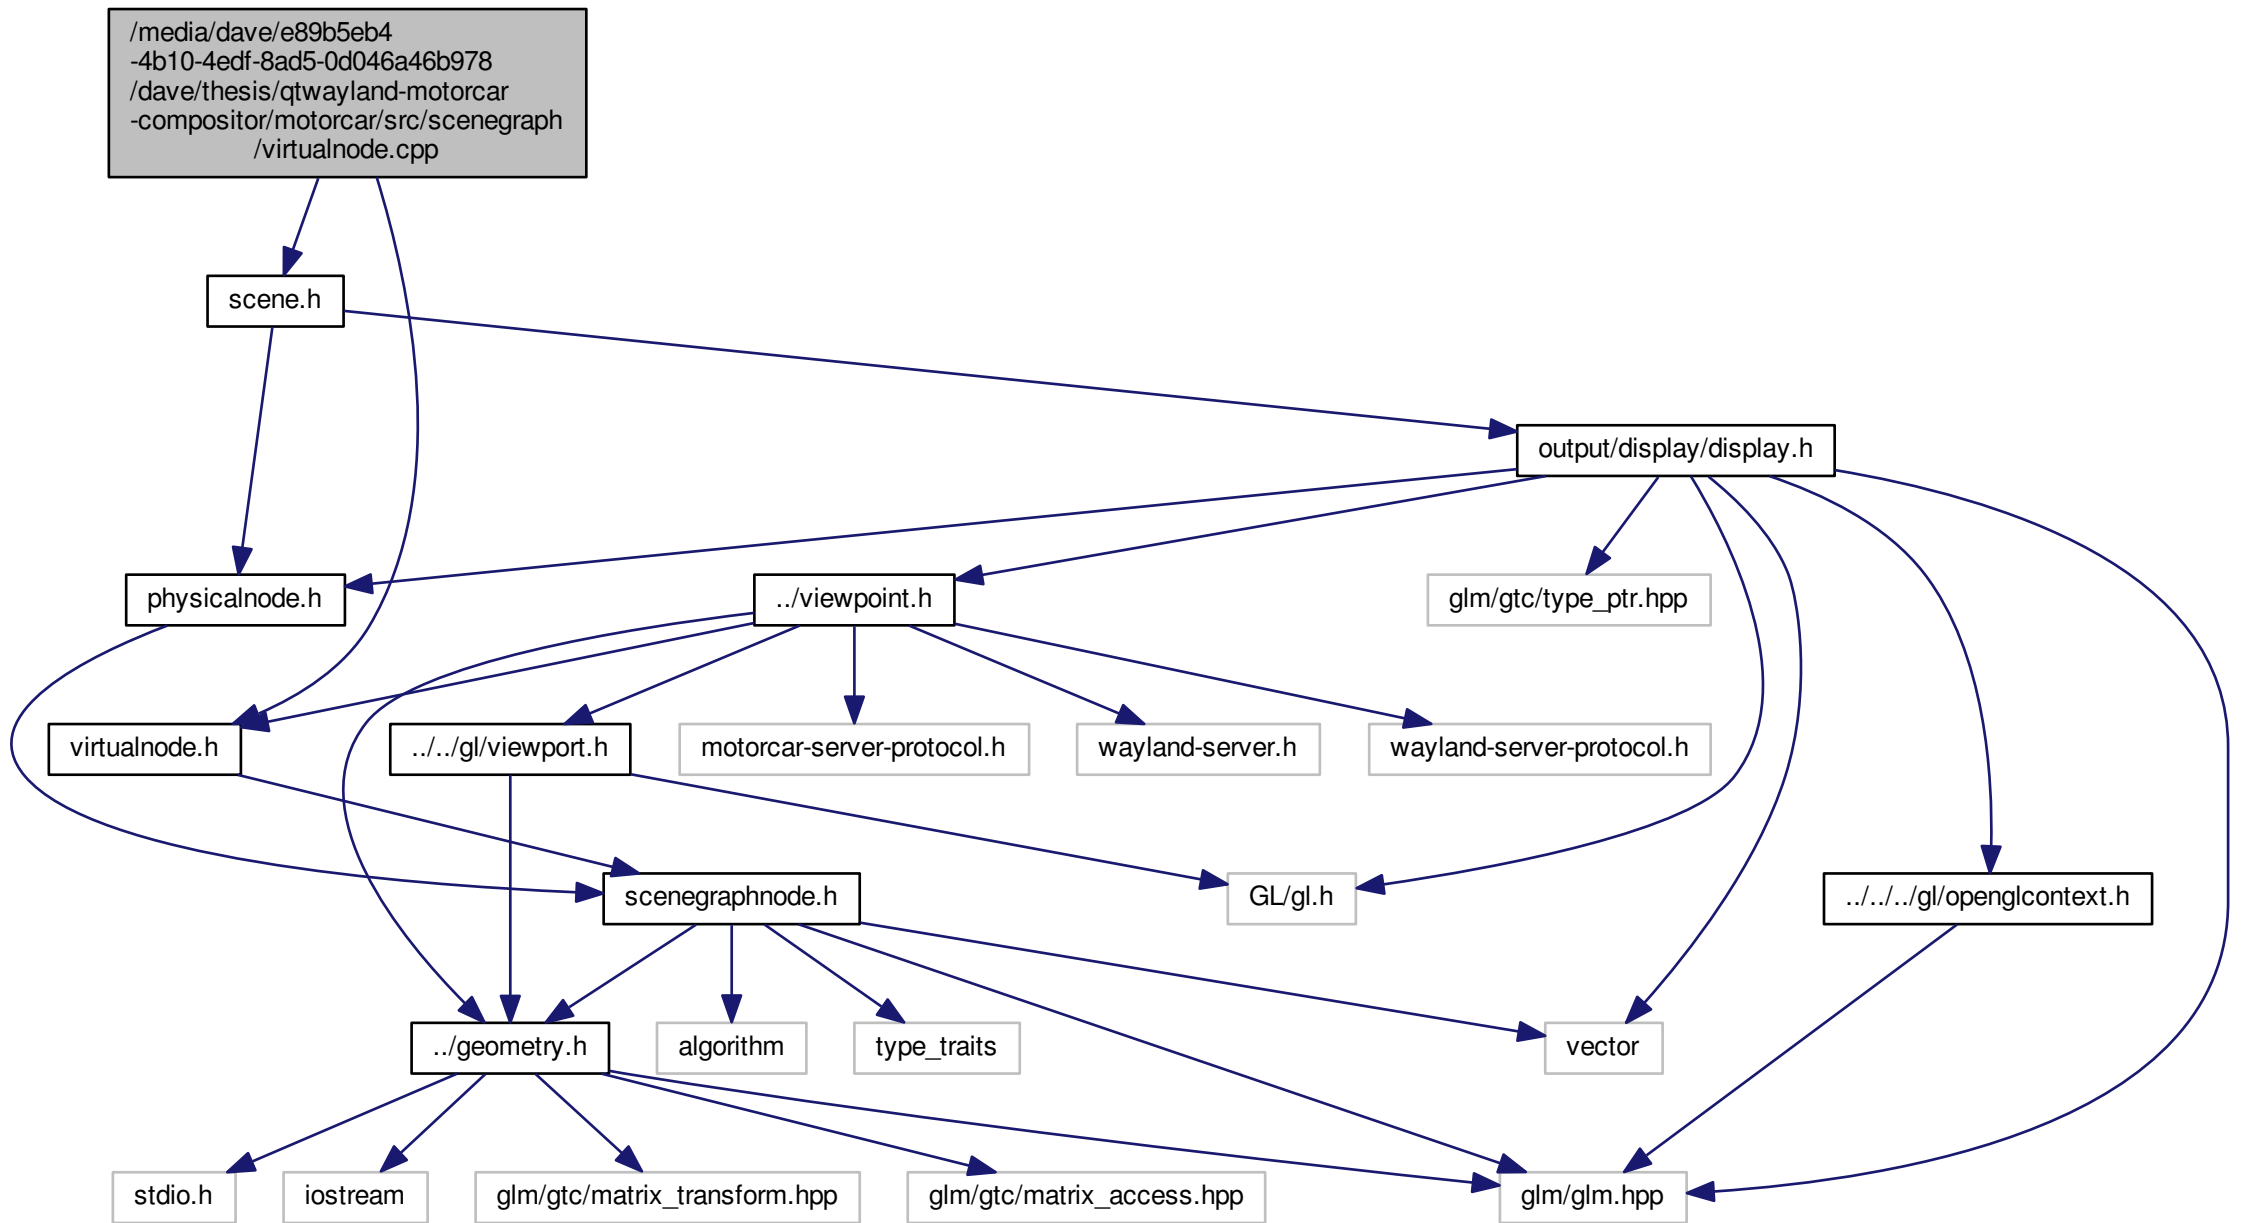 /media/dave/e89b5eb4
-4b10-4edf-8ad5-0d046a46b978
/dave/thesis/qtwayland-motorcar
-compositor/motorcar/src/scenegraph
/virtualnode.cpp
scene.h
output/display/display.h
physicalnode.h
../viewpoint.h
glm/gtc/type_ptr.hpp
virtualnode.h
../../gl/viewport.h
motorcar-server-protocol.h
wayland-server.h
wayland-server-protocol.h
scenegraphnode.h
GL/gl.h
../../../gl/openglcontext.h
../geometry.h
algorithm
type_traits
vector
stdio.h
iostream
glm/gtc/matrix_transform.hpp
glm/gtc/matrix_access.hpp
glm/glm.hpp